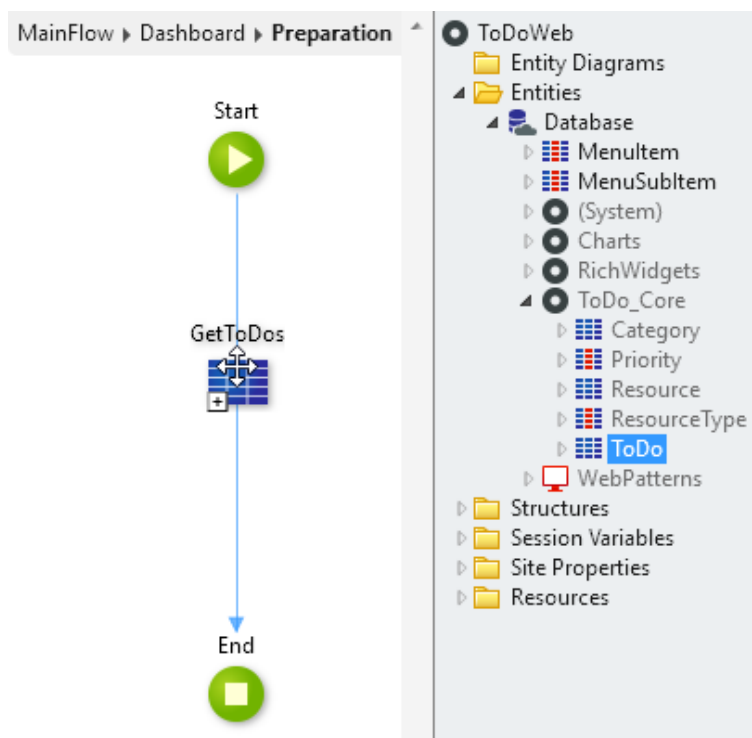 MainFlow Dashboard Preparation
Start
GetToDos
End
ToDoWeb
Entity Diagrams
Entities
Database
MenuItem
MenuSubItem
(System)
Charts
RichWidgets
ToDo_Core
Category
Priority
Resource
ResourceType
ToDo
WebPatterns
Structures
Session Variables
Site Properties
Resources